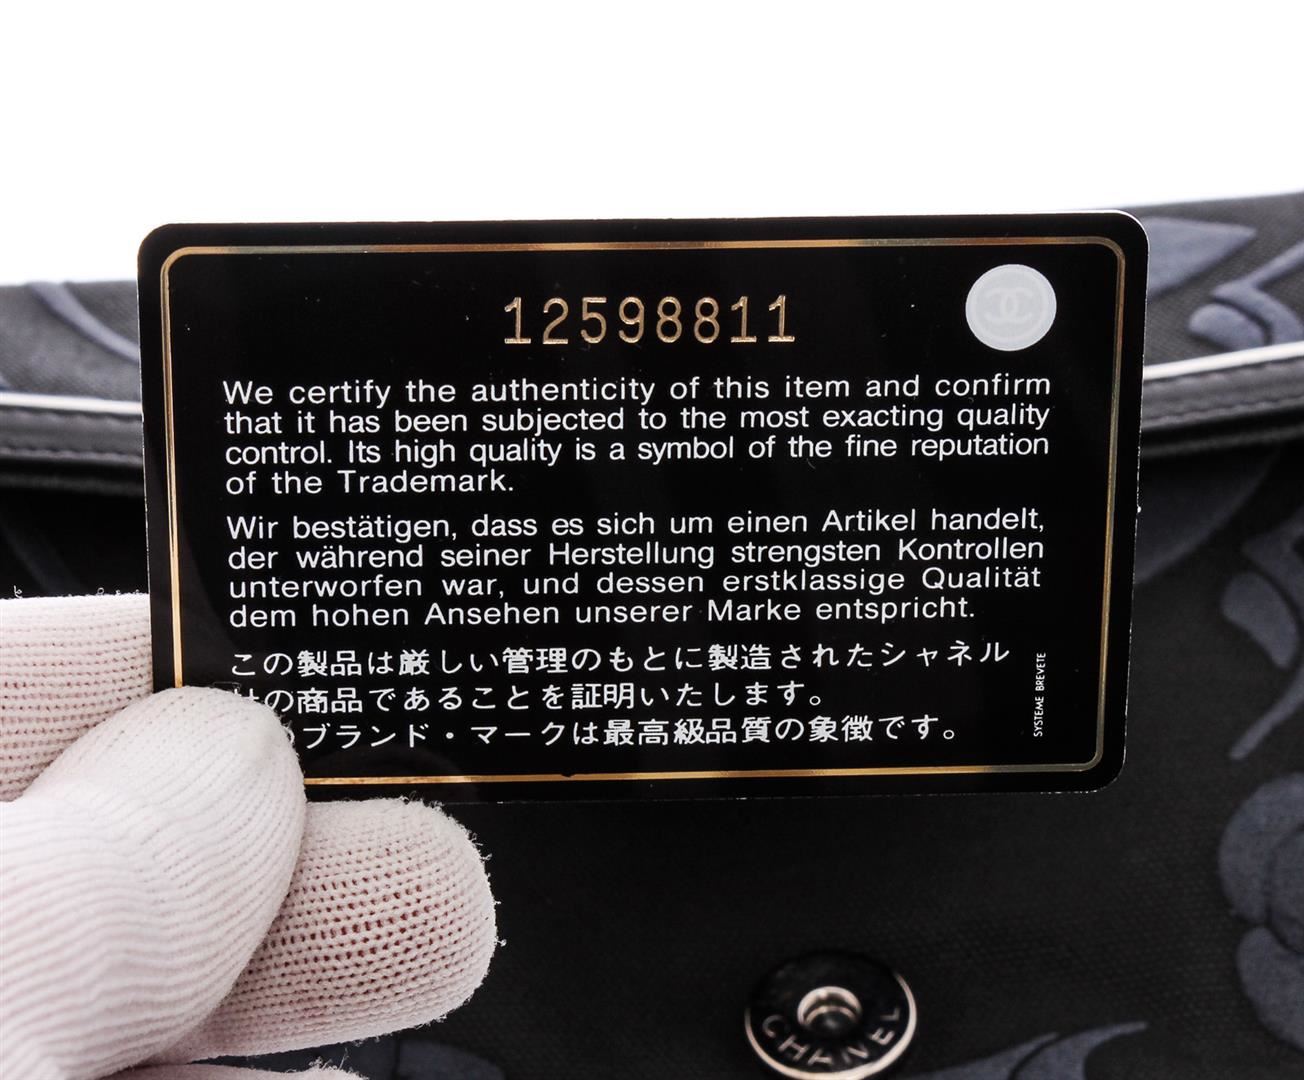 12598811
We certify the authenticity of this item and confirm
that it has been subjected to the most exacting quality
control. Its high quality is a symbol of the fine reputation
of the Trademark.
Wir bestätigen, dass es sich um einen Artikel handelt,
der während seiner Herstellung strengsten Kontrollen
unterworfen war, und dessen erstklassige Qualität
dem hohen Ansehen unserer Marke entspricht.
この製品は厳しい管理のもとに製造されたシャネル
の商品であることを証明いたします。
ブランド・マークは最高級品質の象徴です。
SYSTEME BREVETE
CHANEL